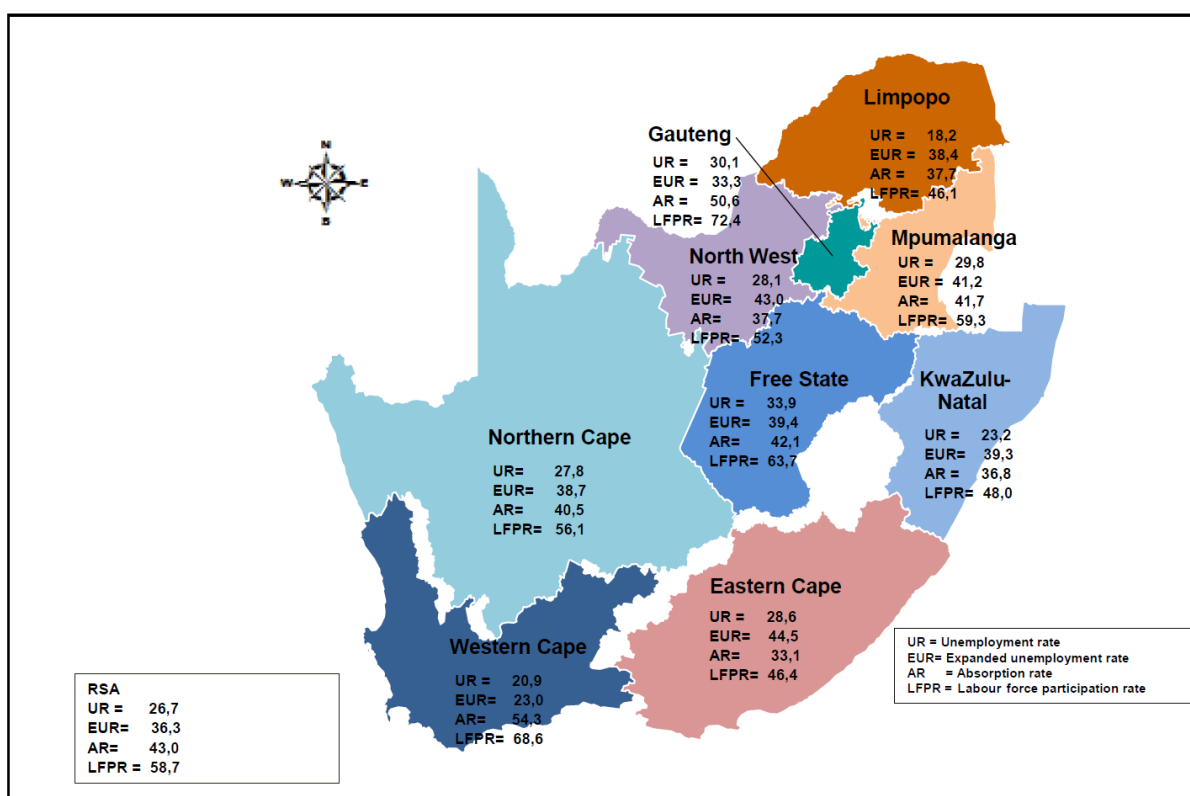 Limpopo
UR = 18,2
EUR = 38,4
AR = 37,7
LFPR = 46,1
Gauteng
UR = 30,1
EUR = 33,3
AR = 50,6
LFPR= 72,4
N
W E
S
Mpumalanga
UR = 29,8
EUR = 41,2
AR= 41,7
LFPR= 59,3
North West
UR = 28,1
EUR= 43,0
AR= 37,7
LFPR= 52,3
Free State
UR = 33,9
EUR= 39,4
AR= 42,1
LFPR= 63,7
KwaZulu-
Natal
UR = 23,2
EUR= 39,3
AR = 36,8
LFPR= 48,0
Northern Cape
UR= 27,8
EUR= 38,7
AR= 40,5
LFPR= 56,1
Eastern Cape
UR = 28,6
EUR= 44,5
AR= 33,1
LFPR= 46,4
Western Cape
UR = 20,9
EUR= 23,0
AR= 54,3
LFPR= 68,6
UR = Unemployment rate
EUR= Expanded unemployment rate
AR = Absorption rate
LFPR = Labour force participation rate
RSA
UR = 26,7
EUR= 36,3
AR= 43,0
LFPR = 58,7